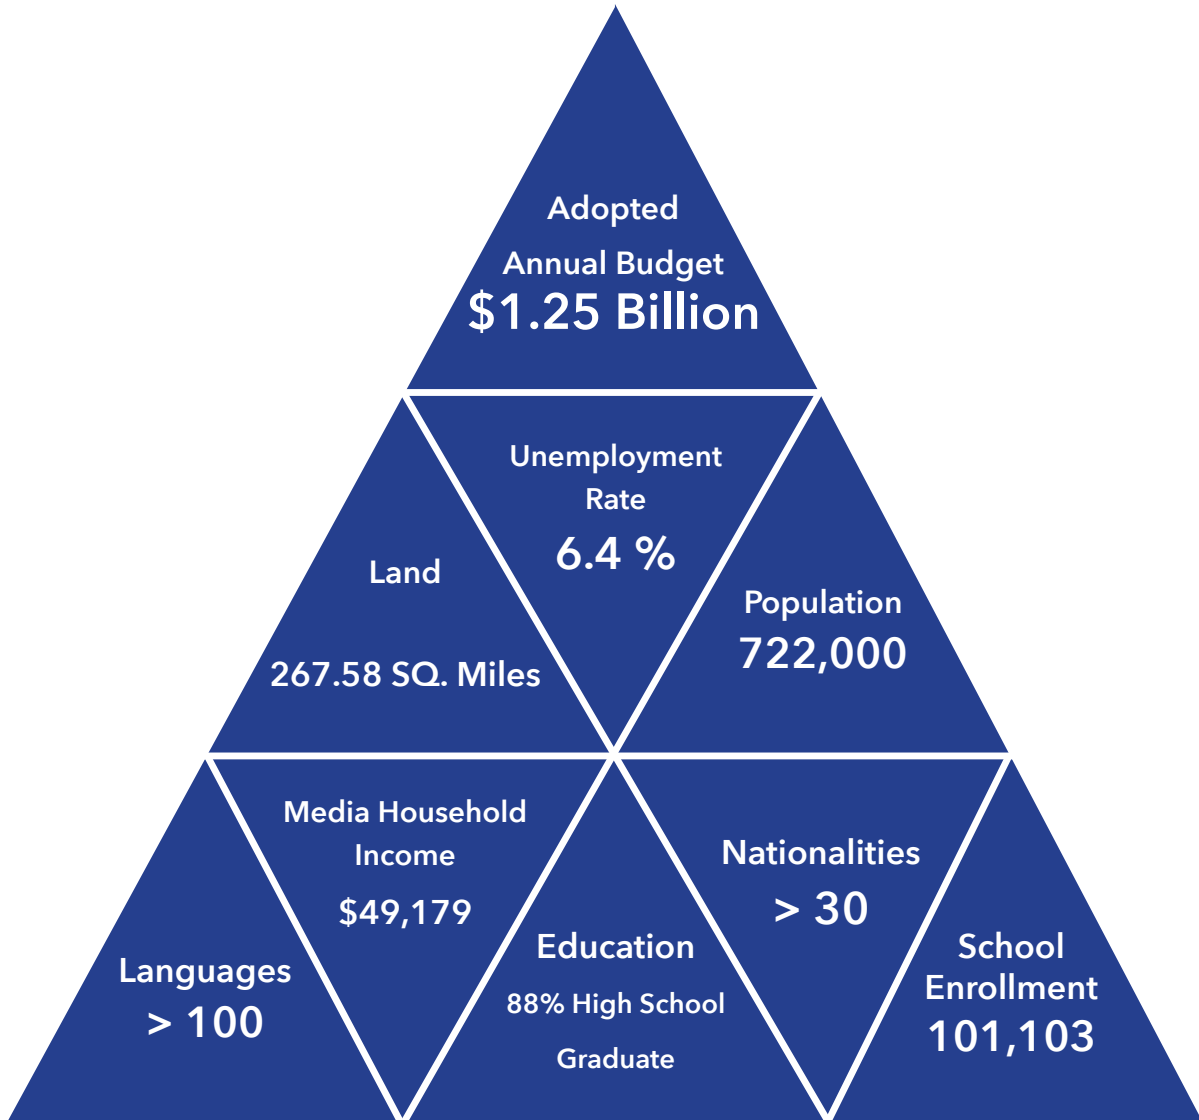 Adopted
Annual Budget
$1.25 Billion
Unemployment
Rate
6.4 %
Land
267.58 SQ. Miles
Population
722,000
Media Household
Income
$49,179
Nationalities
> 30
Languages
> 100
Education
88% High School
Graduate
School
Enrollment
101,103